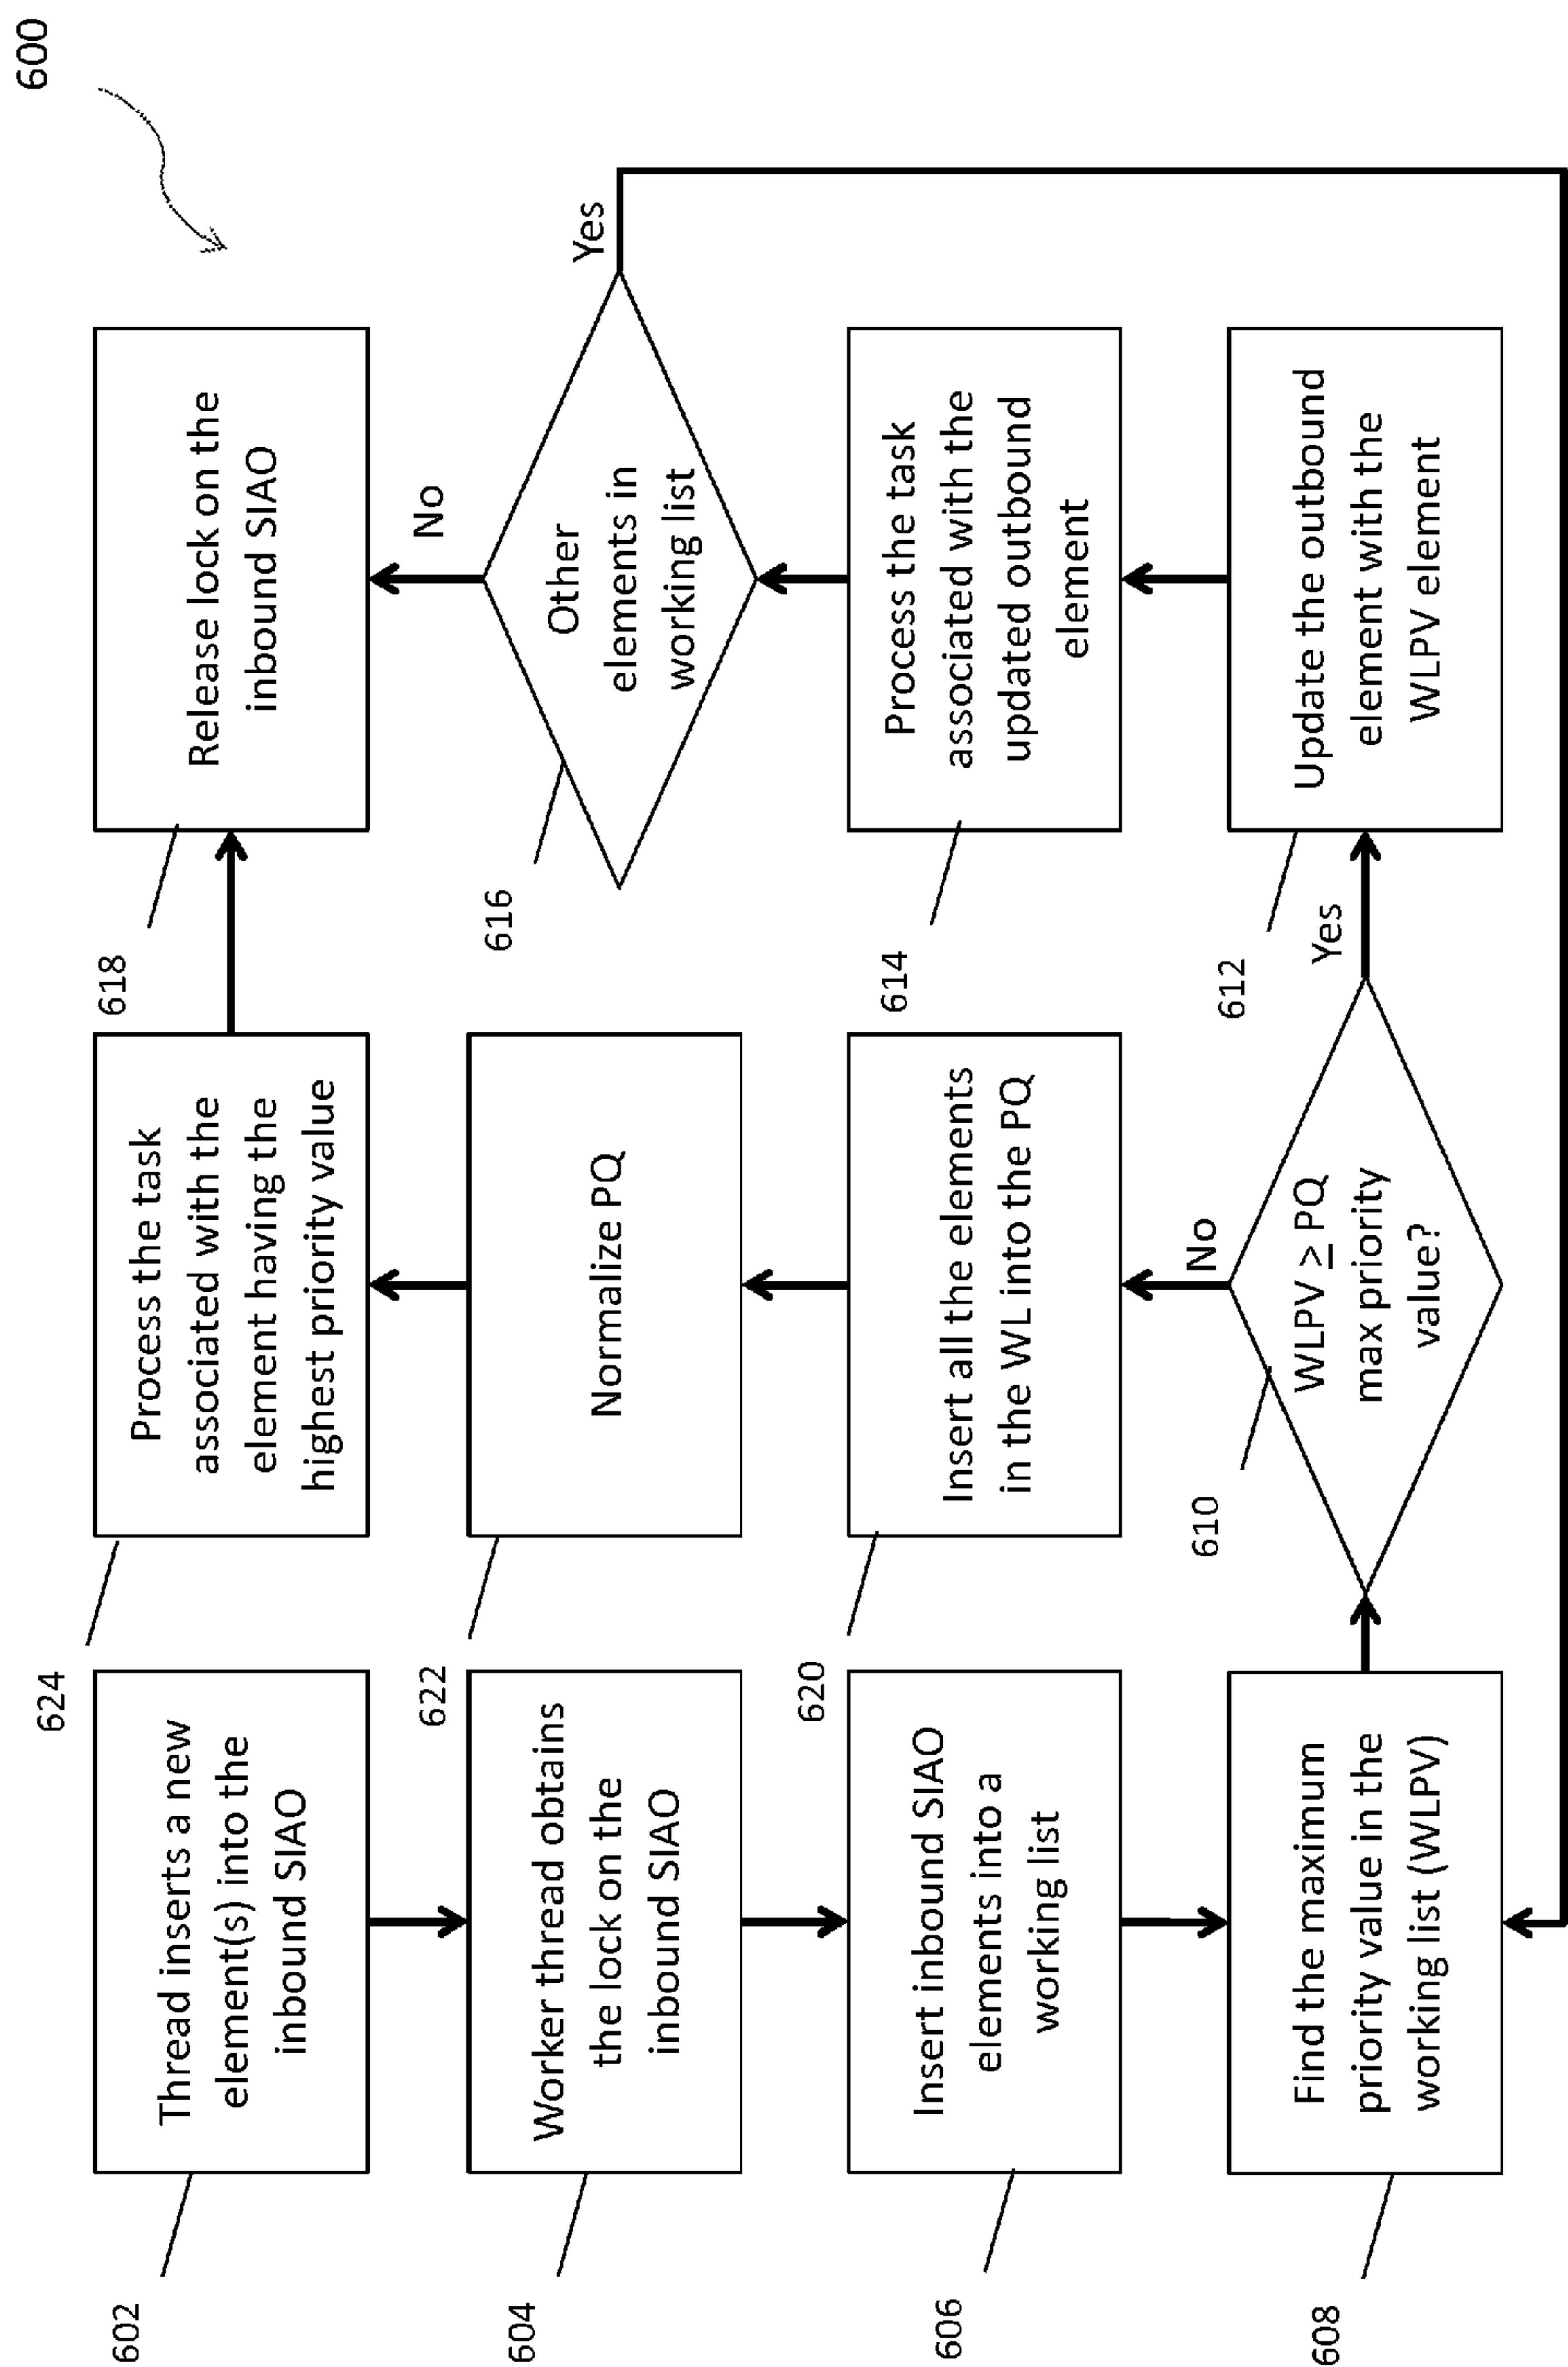 600
602
Thread inserts a new
element(s) into the
inbound SIAO
604
Worker thread obtains
the lock on the
inbound SIAO
606
Insert inbound SIAO
elements into a
working list
608
Find the maximum
priority value in the
working list (WLPV)
610
WLPV ≥ PQ
max priority
value?
No
Yes
620
Insert all the elements
in the WL into the PQ
622
Normalize PQ
624
Process the task
associated with the
element having the
highest priority value
612
Update the outbound
element with the
WLPV element
614
Process the task
associated with the
updated outbound
element
616
Other
elements in
working list
Yes
No
618
Release lock on the
inbound SIAO